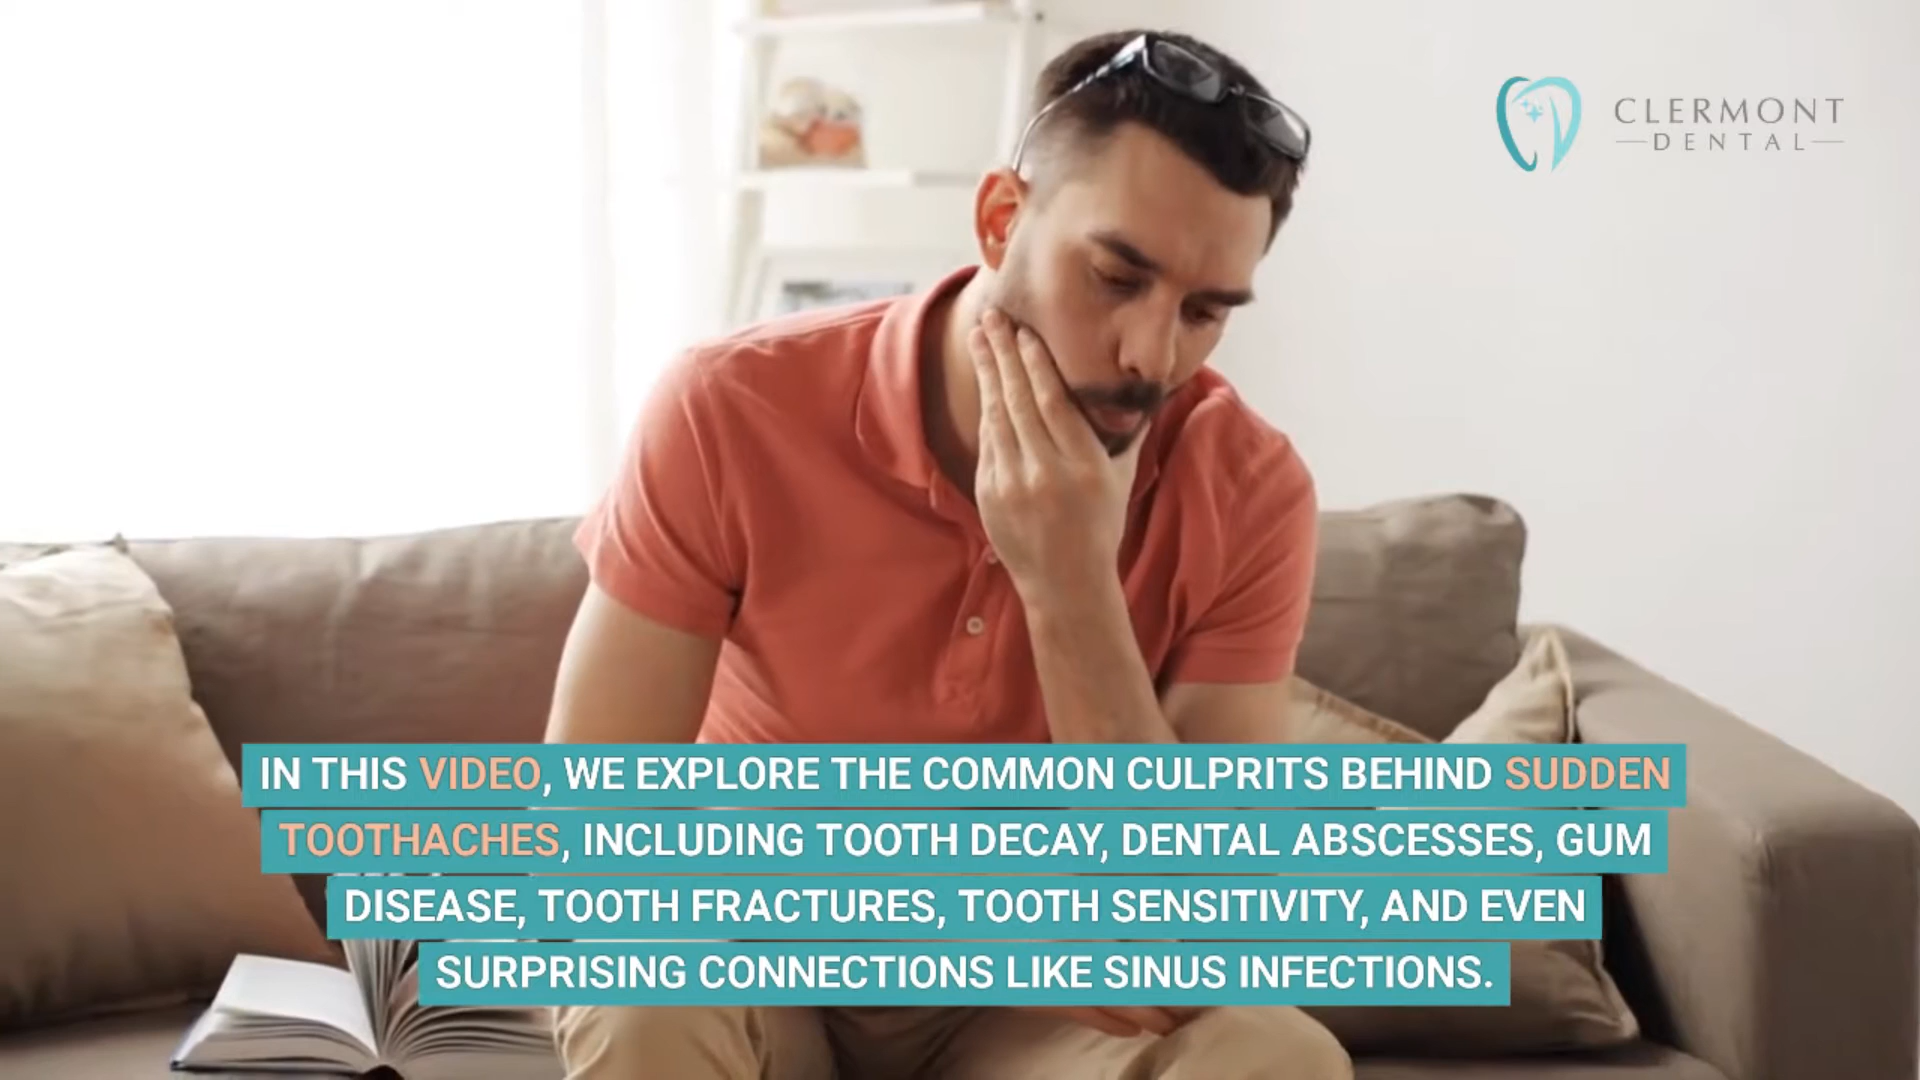 CLERMONT
DENTAL
IN THIS VIDEO, WE EXPLORE THE COMMON CULPRITS BEHIND SUDDEN
TOOTHACHES, INCLUDING TOOTH DECAY, DENTAL ABSCESSES, GUM
DISEASE, TOOTH FRACTURES, TOOTH SENSITIVITY, AND EVEN
SURPRISING CONNECTIONS LIKE SINUS INFECTIONS.